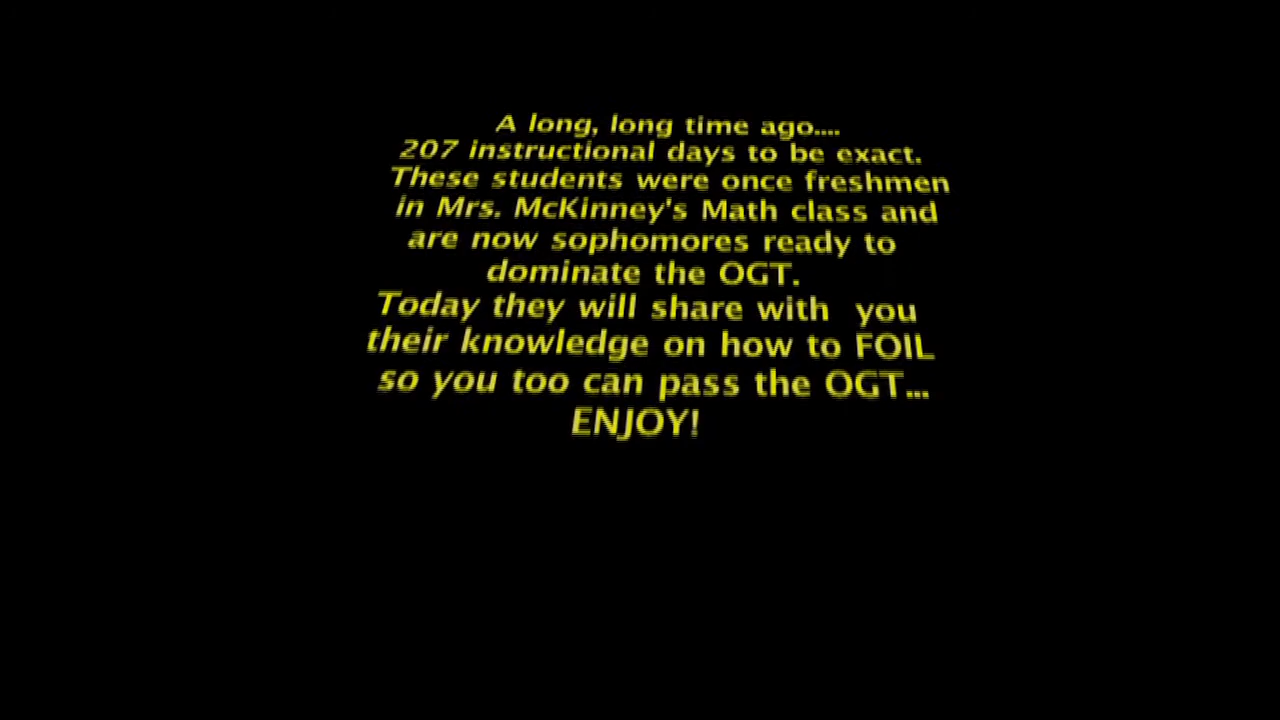 A long, long time ago....
207 instructional days to be exact.
These students were once freshmen
in Mrs. McKinney's Math class and
are now sophomores ready to
dominate the OGT.
Today they will share with  you
their knowledge on how to FOIL
so you too can pass the OGT...
ENJOY!